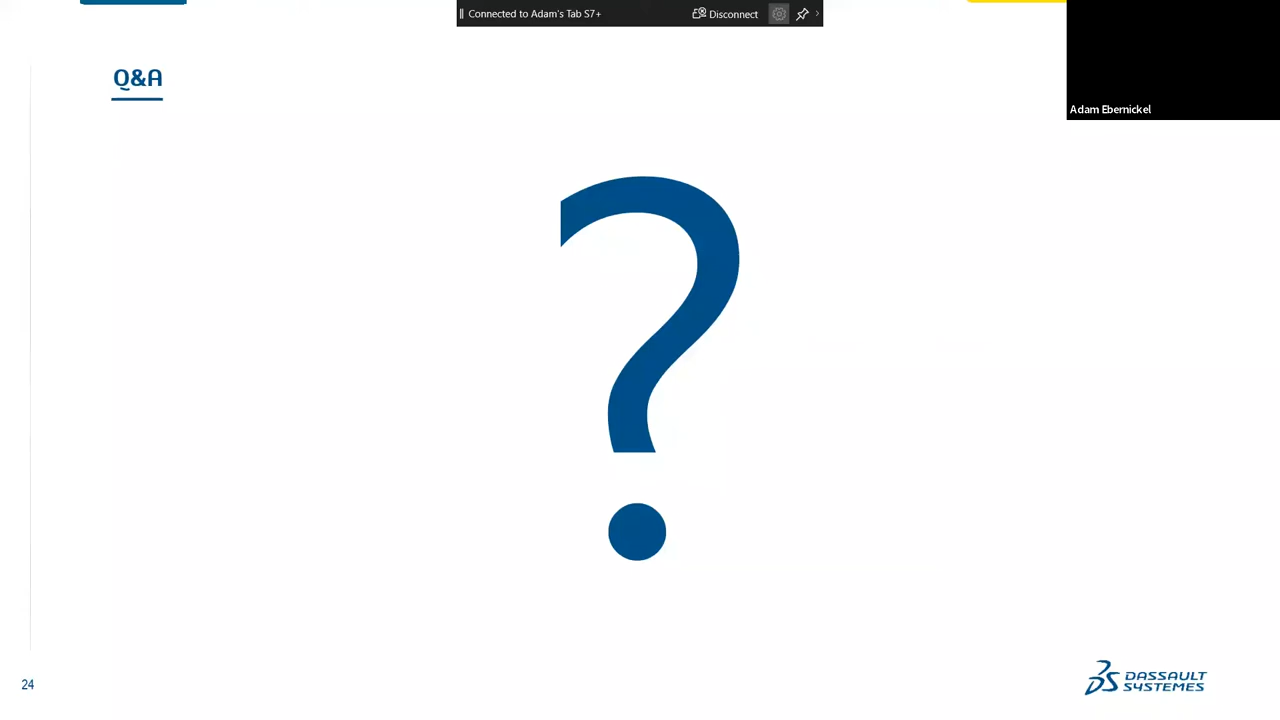 Connected to Adam's Tab S7+
Disconnect
Adam Ebernickel
Q&A
?
24
DASSAULT
SYSTEMES